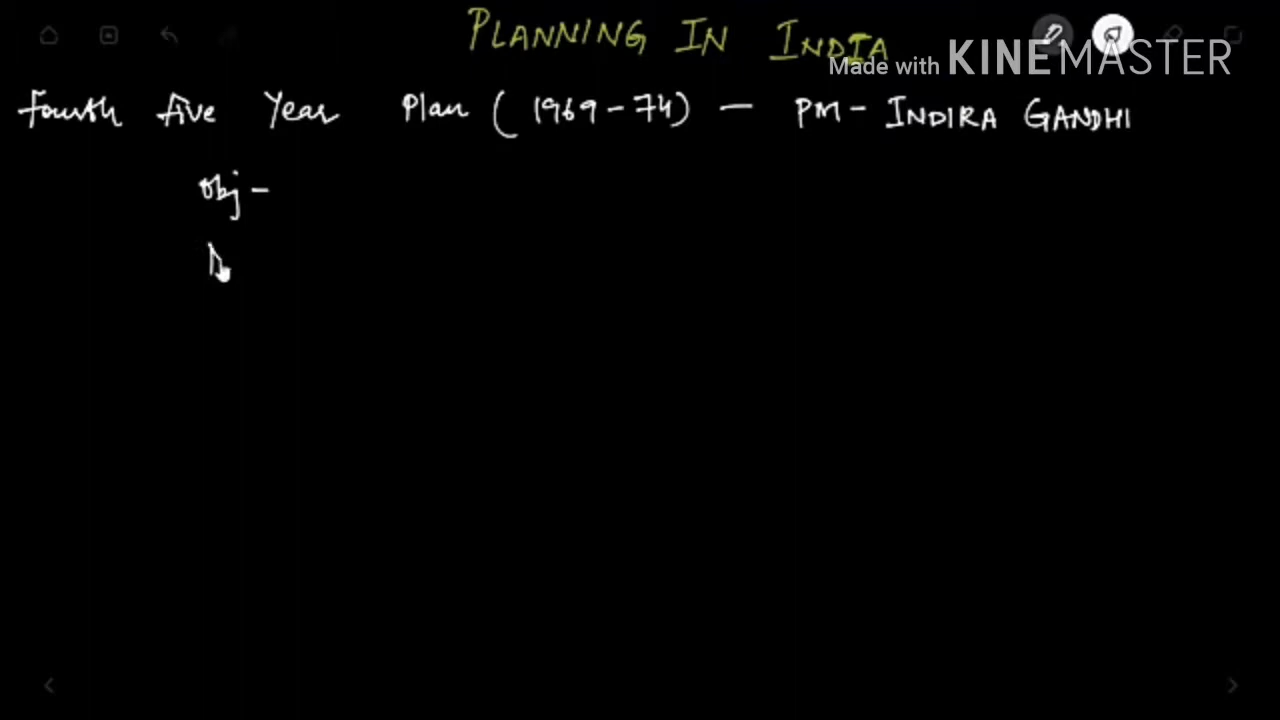 PLANNING IN INDIA
Made with KINEMASTER
Fourth five Year Plan (1969-74) - PM- INDIRA GANDHI
Obj -